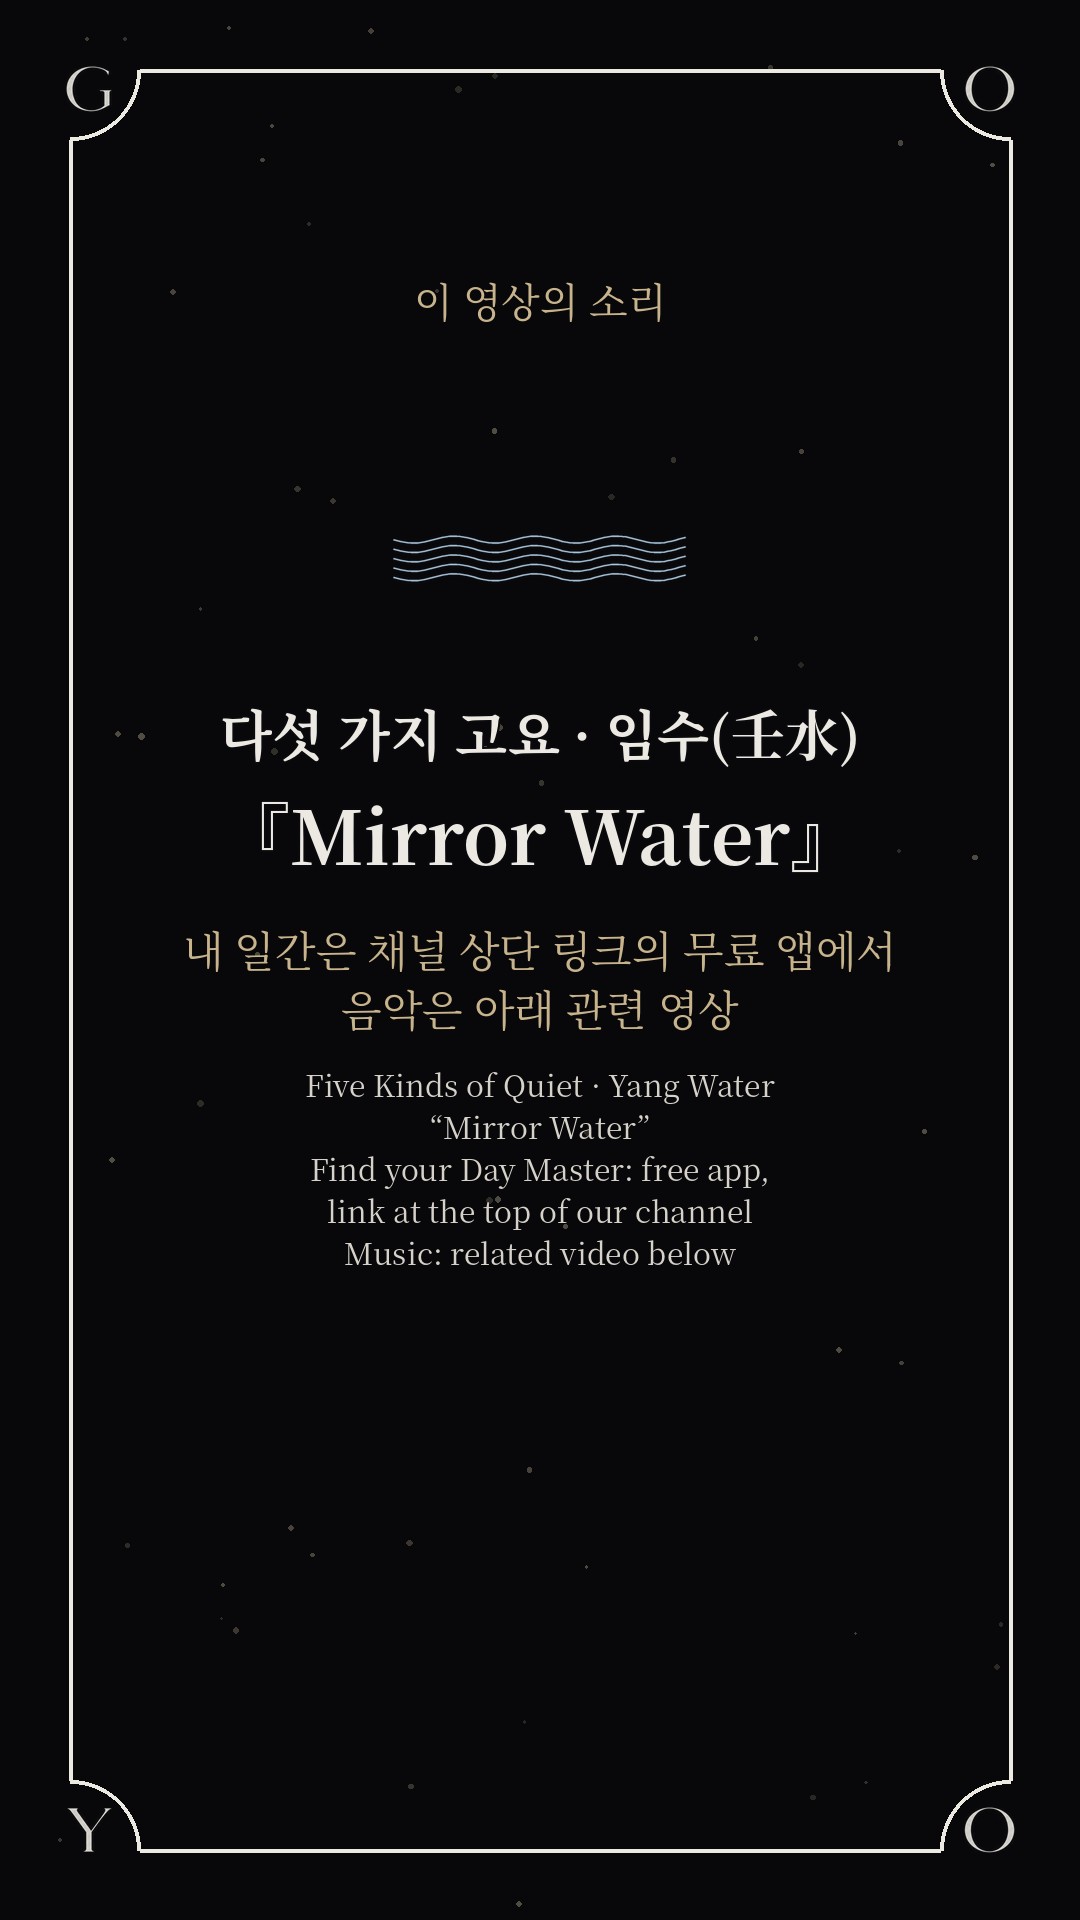 G O
이 영상의 소리
다섯 가지 고요 · 임수(壬水)
『Mirror Water』
내 일간은 채널 상단 링크의 무료 앱에서
음악은 아래 관련 영상
Five Kinds of Quiet · Yang Water
“Mirror Water”
Find your Day Master: free app,
link at the top of our channel
Music: related video below
Y O